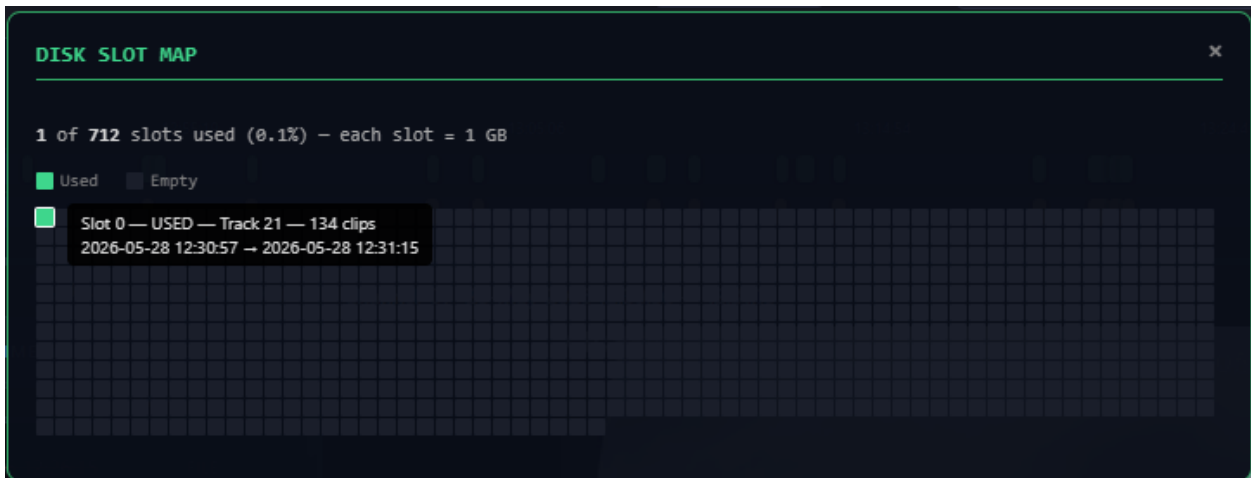 DISK SLOT MAP ×
1 of 712 slots used (0.1%) — each slot = 1 GB
Used Empty
Slot 0 — USED — Track 21 — 134 clips
2026-05-28 12:30:57 → 2026-05-28 12:31:15